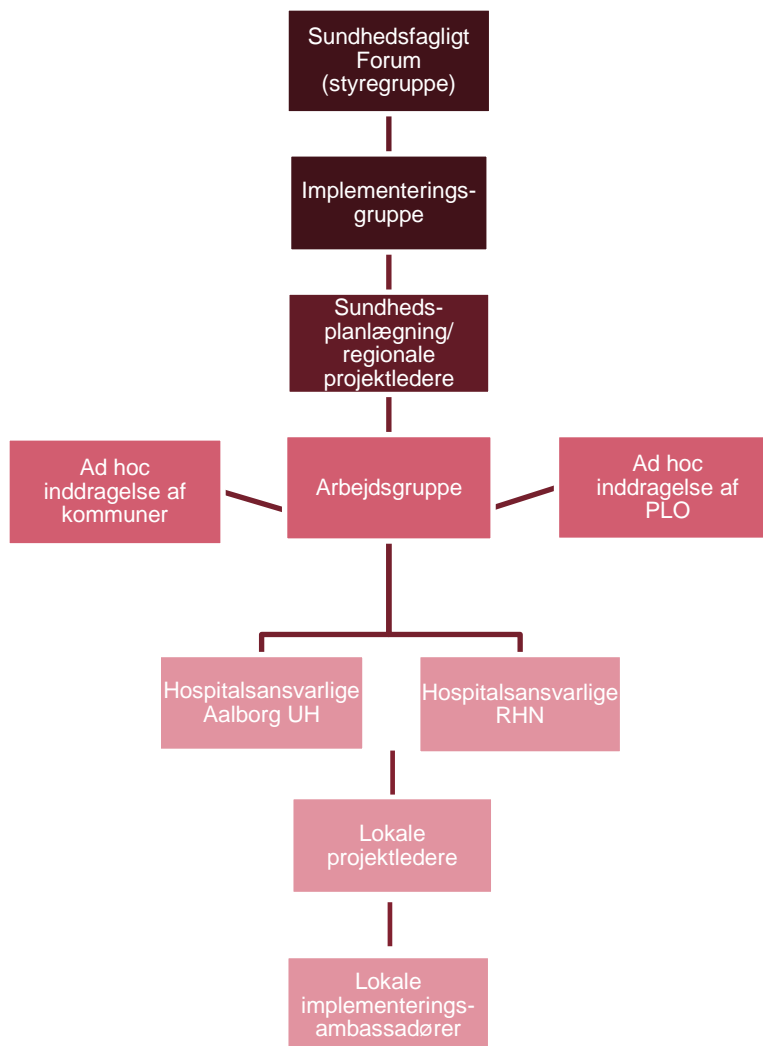 Sundhedsfagligt
Forum
(styregruppe)
Implementerings-
gruppe
Sundheds-
planlægning/
regionale
projektledere
Ad hoc
inddragelse af
kommuner
Arbejdsgruppe
Ad hoc
inddragelse af
PLO
Hospitalsansvarlige
Aalborg UH
Hospitalsansvarlige
RHN
Lokale
projektledere
Lokale
implementerings-
ambassadører